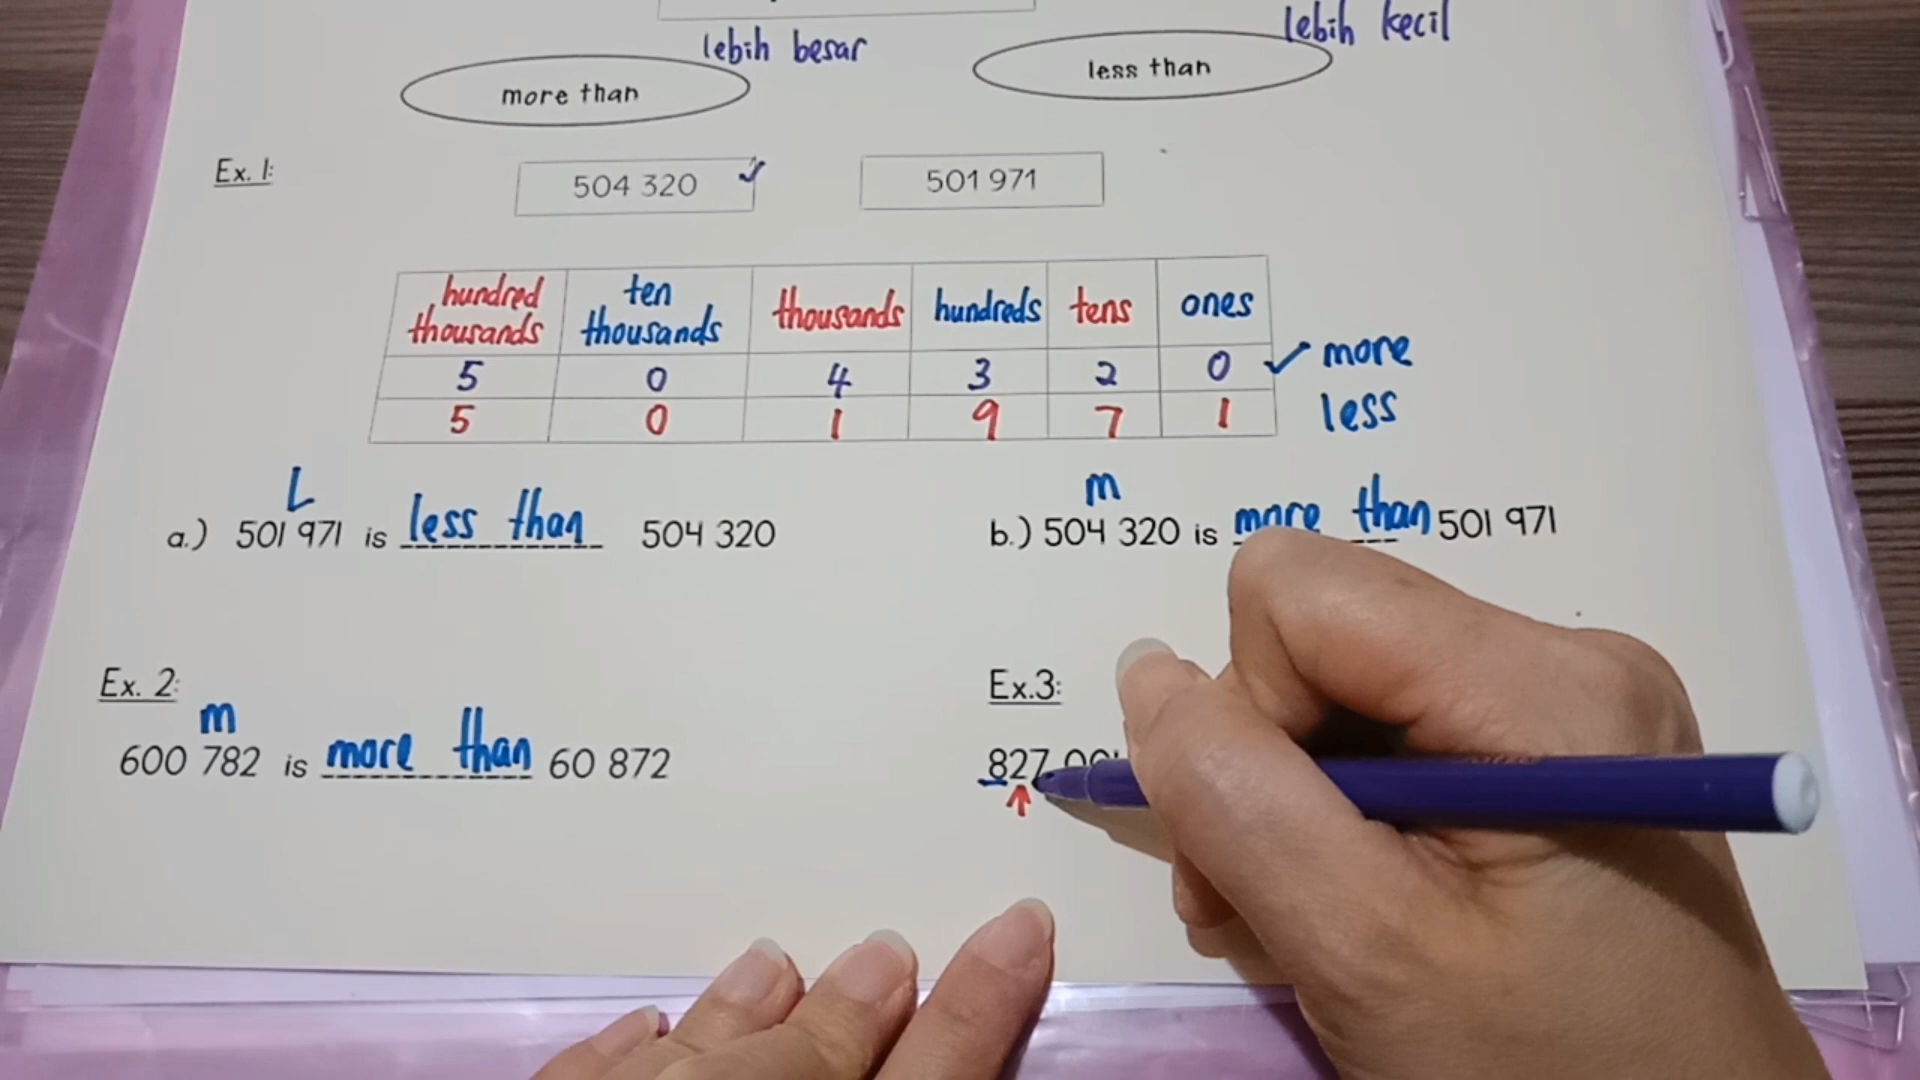 lebih besar
lebih kecil
more than
less than
Ex. 1:
504 320
501 971
hundred thousands ten thousands thousands hundreds tens ones
5 0 4 3 2 0 ✓ more
5 0 1 9 7 1 less
L
a.) 501 971 is less than 504 320
m
b.) 504 320 is more than 501 971
Ex. 2:
m
600 782 is more than 60 872
Ex.3:
827